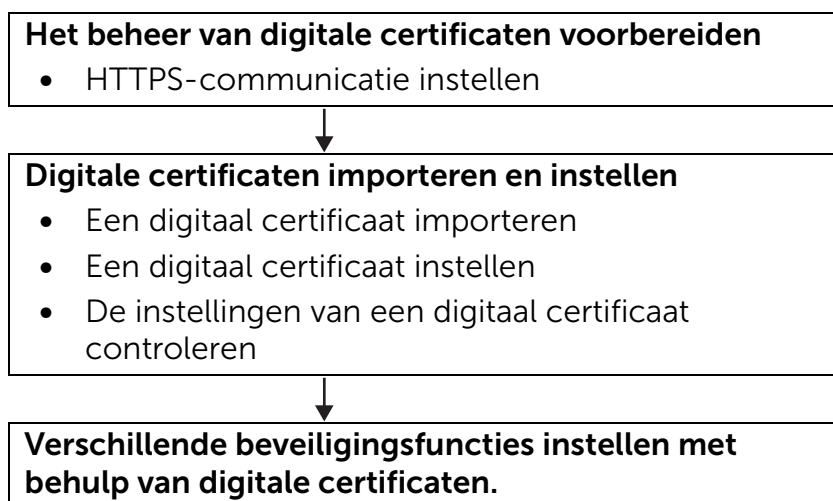 Het beheer van digitale certificaten voorbereiden
• HTTPS-communicatie instellen
Digitale certificaten importeren en instellen
• Een digitaal certificaat importeren
• Een digitaal certificaat instellen
• De instellingen van een digitaal certificaat
controleren
Verschillende beveiligingsfuncties instellen met
behulp van digitale certificaten.